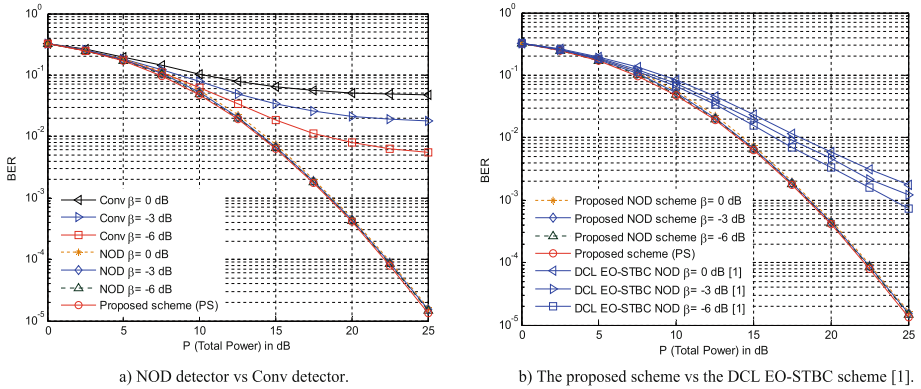 10^0
10^-1
10^-2
10^-3
10^-4
10^-5
BER
Conv β= 0 dB
Conv β= -3 dB
Conv β= -6 dB
NOD β= 0 dB
NOD β= -3 dB
NOD β= -6 dB
Proposed scheme (PS)
0 5 10 15 20 25
P (Total Power) in dB
a) NOD detector vs Conv detector.
10^0
10^-1
10^-2
10^-3
10^-4
10^-5
BER
Proposed NOD scheme β= 0 dB
Proposed NOD scheme β= -3 dB
Proposed NOD scheme β= -6dB
Proposed scheme (PS)
DCL EO-STBC NOD β= 0 dB [1]
DCL EO-STBC NOD β= -3 dB [1]
DCL EO-STBC NOD β= -6 dB [1]
0 5 10 15 20 25
P (Total Power) in dB
b) The proposed scheme vs the DCL EO-STBC scheme [1].